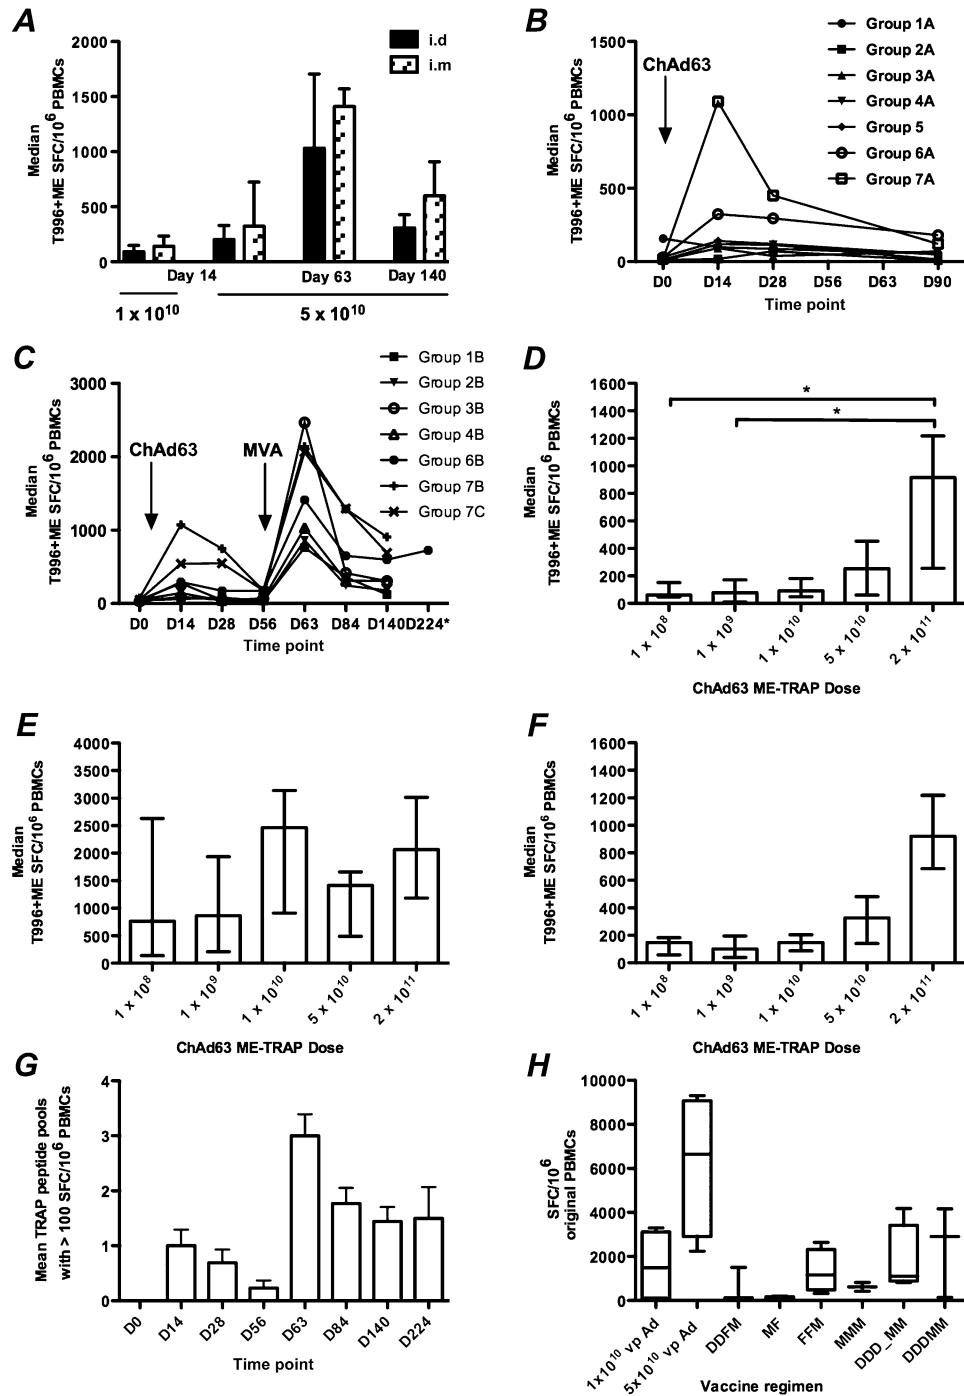 A
Median
T996+ME SFC/10^6 PBMCs
2000
1500
1000
500
0
i.d
i.m
Day 14
Day 63
Day 140
1 x 10^10
5 x 10^10
B
Median
T996+ME SFC/10^6 PBMCs
1500
1000
500
0
ChAd63
Group 1A
Group 2A
Group 3A
Group 4A
Group 5
Group 6A
Group 7A
D0 D14 D28 D56 D63 D90
Time point
C
Median
T996+ME SFC/10^6 PBMCs
3000
2000
1000
0
ChAd63
MVA
Group 1B
Group 2B
Group 3B
Group 4B
Group 6B
Group 7B
Group 7C
D0 D14 D28 D56 D63 D84 D140 D224*
Time point
D
Median
T996+ME SFC/10^6 PBMCs
1600
1400
1200
1000
800
600
400
200
0
*
*
1 x 10^8
1 x 10^9
1 x 10^10
5 x 10^10
2 x 10^11
ChAd63 ME-TRAP Dose
E
Median
T996+ME SFC/10^6 PBMCs
4000
3500
3000
2500
2000
1500
1000
500
0
1 x 10^8
1 x 10^9
1 x 10^10
5 x 10^10
2 x 10^11
ChAd63 ME-TRAP Dose
F
Median
T996+ME SFC/10^6 PBMCs
1600
1400
1200
1000
800
600
400
200
0
1 x 10^8
1 x 10^9
1 x 10^10
5 x 10^10
2 x 10^11
ChAd63 ME-TRAP Dose
G
Mean TRAP peptide pools
with > 100 SFC/10^6 PBMCs
4
3
2
1
0
D0
D14
D28
D56
D63
D84
D140
D224
Time point
H
SFC/10^6
original PBMCs
10000
8000
6000
4000
2000
0
1x10^10 vp Ad
5x10^10 vp Ad
DDFM
MF
FFM
MMM
DDD_MM
DDDMM
Vaccine regimen